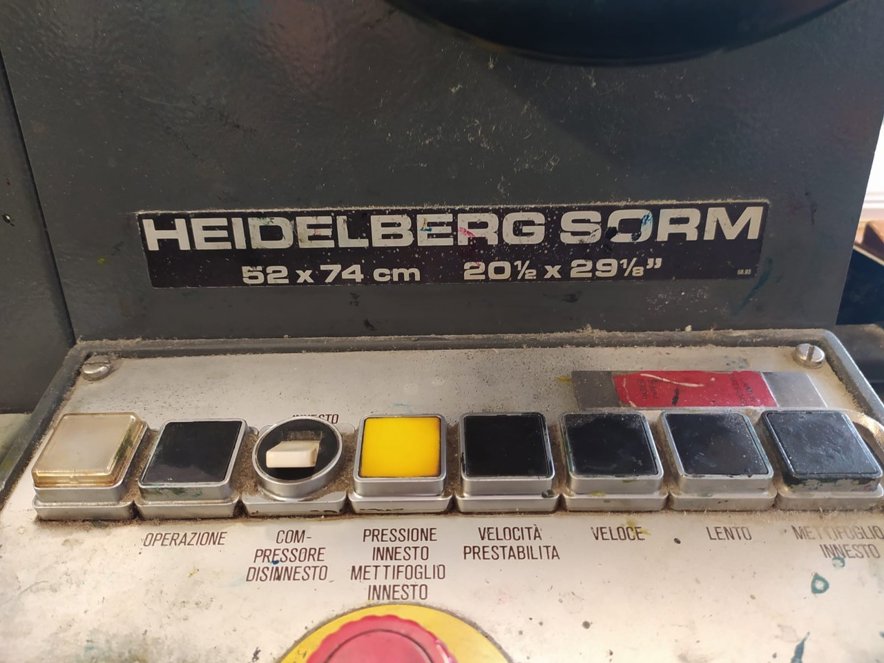 HEIDELBERG SORM
52 x 74 cm 20½ x 29⅛”
INNESTO
OPERAZIONE
COM-
PRESSORE
DISINNESTO
PRESSIONE
INNESTO
METTIFOGLIO
INNESTO
VELOCITÀ
PRESTABILITA
VELOCE
LENTO
METTIFOGLIO
INNESTO